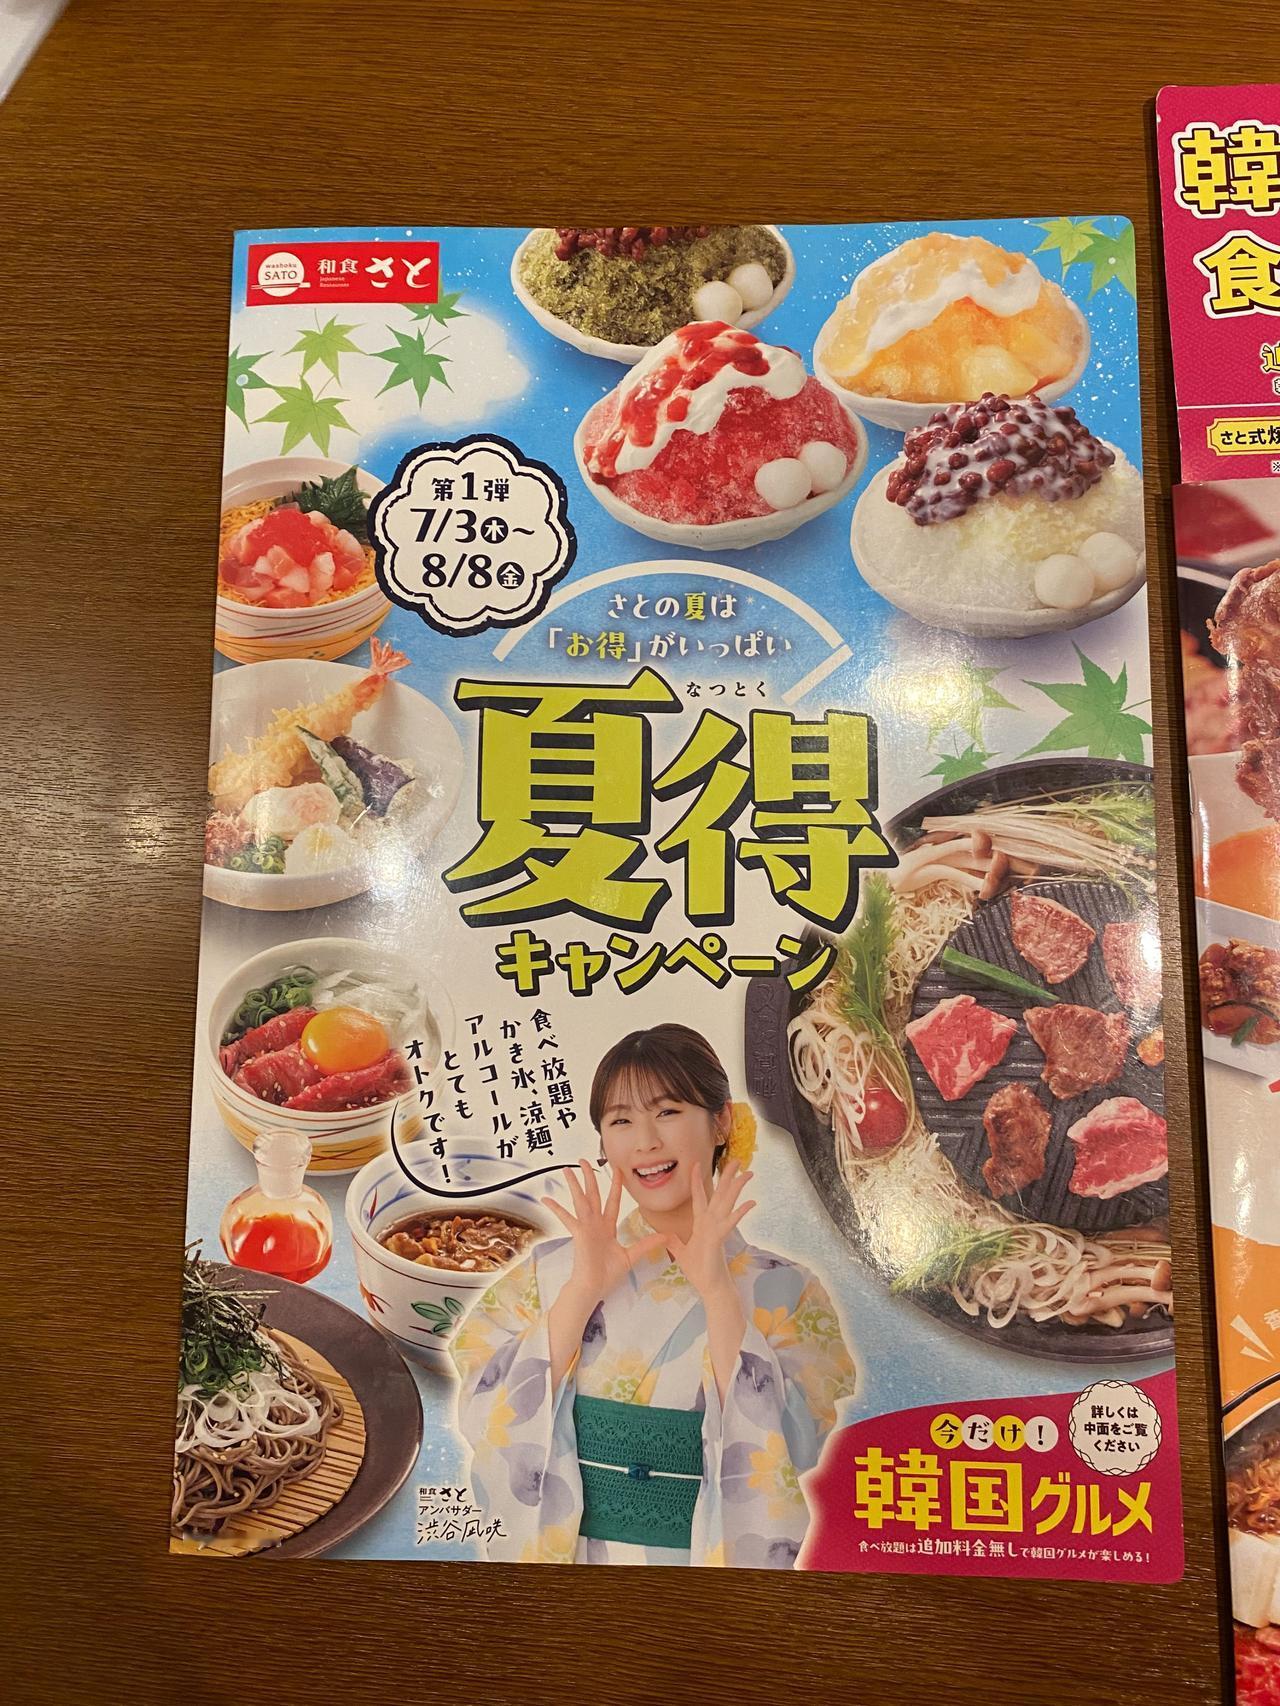 washoku
SATO
和食 さと
Japanese
Restaurants
第1弾
7/3木～
8/8金
さとの夏は
「お得」がいっぱい
なつとく
夏得
キャンペーン
食べ放題や
かき氷、涼麺、
アルコールが
とても
オトクです！
和食 さと
アンバサダー
渋谷凪咲
今だけ！
詳しくは
中面をご覧
ください
韓国グルメ
食べ放題は追加料金無しで韓国グルメが楽しめる！
韓
食
追
さと式焼